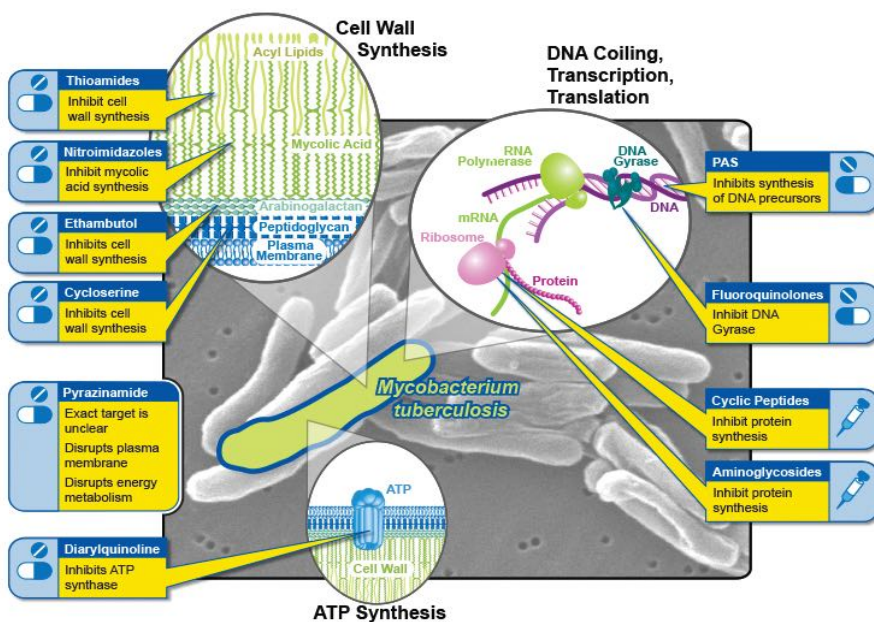 Cell Wall
Synthesis
Acyl Lipids
Mycolic Acid
Arabinogalactan
Peptidoglycan
Plasma
Membrane
Thioamides
Inhibit cell
wall synthesis
Nitroimidazoles
Inhibit mycolic
acid synthesis
Ethambutol
Inhibits cell
wall synthesis
Cycloserine
Inhibits cell
wall synthesis
Pyrazinamide
Exact target is
unclear
Disrupts plasma
membrane
Disrupts energy
metabolism
Diarylquinoline
Inhibits ATP
synthase
DNA Coiling,
Transcription,
Translation
RNA
Polymerase
DNA
Gyrase
DNA
mRNA
Ribosome
Protein
PAS
Inhibits synthesis
of DNA precursors
Fluoroquinolones
Inhibit DNA
Gyrase
Cyclic Peptides
Inhibit protein
synthesis
Aminoglycosides
Inhibit protein
synthesis
Mycobacterium
tuberculosis
ATP
Cell Wall
ATP Synthesis